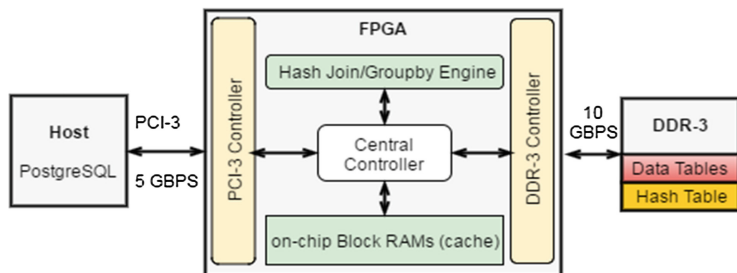 FPGA
Host
PostgreSQL
PCI-3
5 GBPS
PCI-3 Controller
Hash Join/Groupby Engine
Central
Controller
on-chip Block RAMs (cache)
DDR-3 Controller
10
GBPS
DDR-3
Data Tables
Hash Table